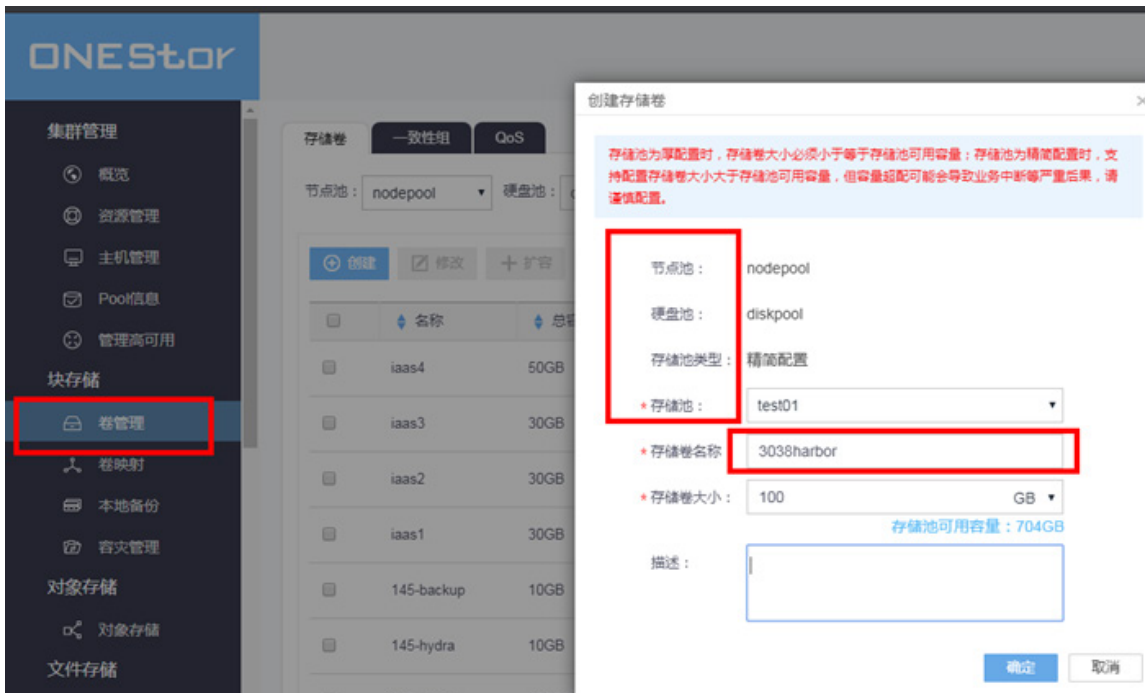 ONEStor
集群管理
概览
资源管理
主机管理
Pool信息
管理高可用
块存储
卷管理
卷映射
本地备份
容灾管理
对象存储
对象存储
文件存储
存储卷
一致性组
QoS
节点池：
nodepool
硬盘池：
创建
修改
扩容
名称
iaas4
50GB
iaas3
30GB
iaas2
30GB
iaas1
30GB
145-backup
10GB
145-hydra
10GB
创建存储卷
存储池为厚配置时，存储卷大小必须小于等于存储池可用容量；存储池为精简配置时，支
持配置存储卷大小大于存储池可用容量，但容量超配可能会导致业务中断等严重后果，请
谨慎配置。
节点池：
nodepool
硬盘池：
diskpool
存储池类型：
精简配置
*存储池：
test01
*存储卷名称
3038harbor
*存储卷大小：
100
GB
存储池可用容量：704GB
描述：
确定
取消